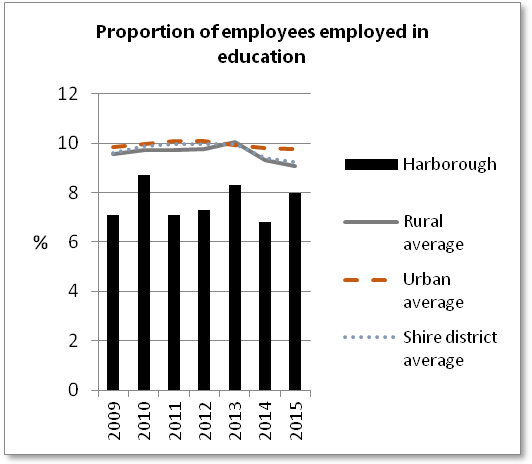 Proportion of employees employed in
education
12
10
8
6
4
2
0
%
2009
2010
2011
2012
2013
2014
2015
Harborough
Rural
average
Urban
average
Shire district
average